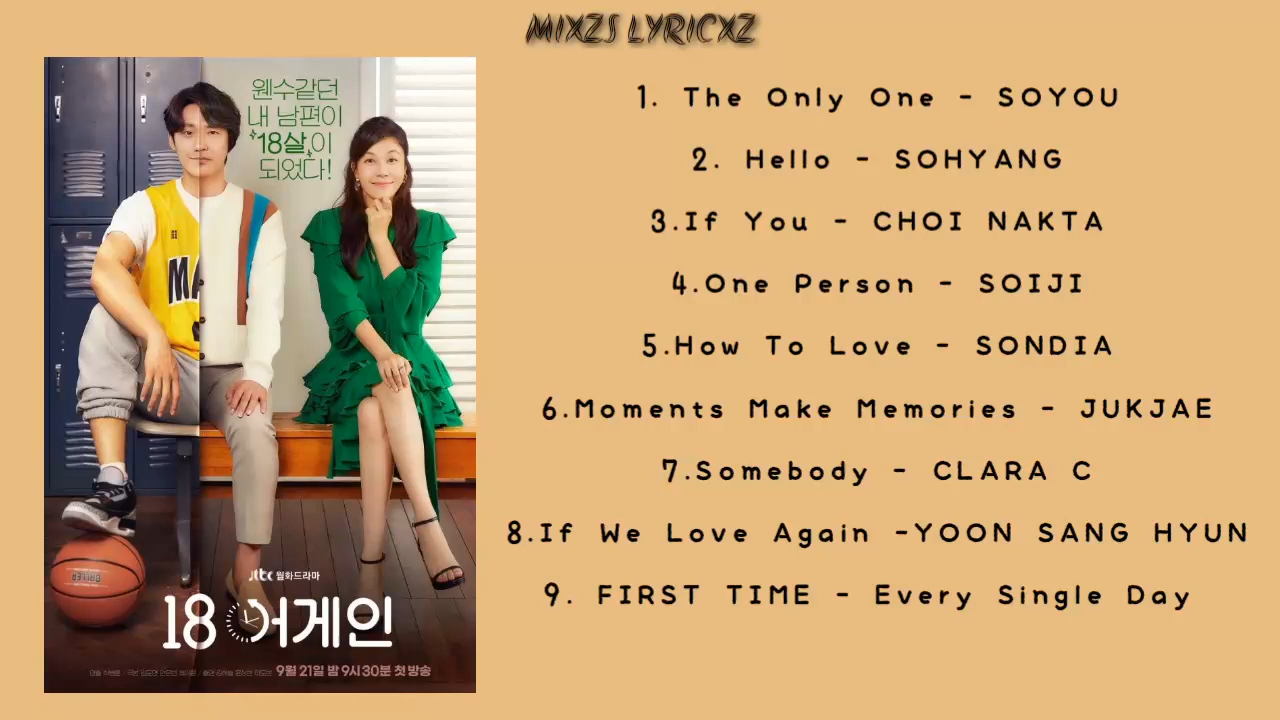 MIXZS LYRICXZ
웬수같던
내 남편이
18살이
되었다!
MA
BALLER
jtbc 월화드라마
18 어게인
9월 21일 밤 9시30분 첫 방송
1. The Only One - SOYOU
2. Hello - SOHYANG
3.If You - CHOI NAKTA
4.One Person - SOIJI
5.How To Love - SONDIA
6.Moments Make Memories - JUKJAE
7.Somebody - CLARA C
8.If We Love Again -YOON SANG HYUN
9. FIRST TIME - Every Single Day